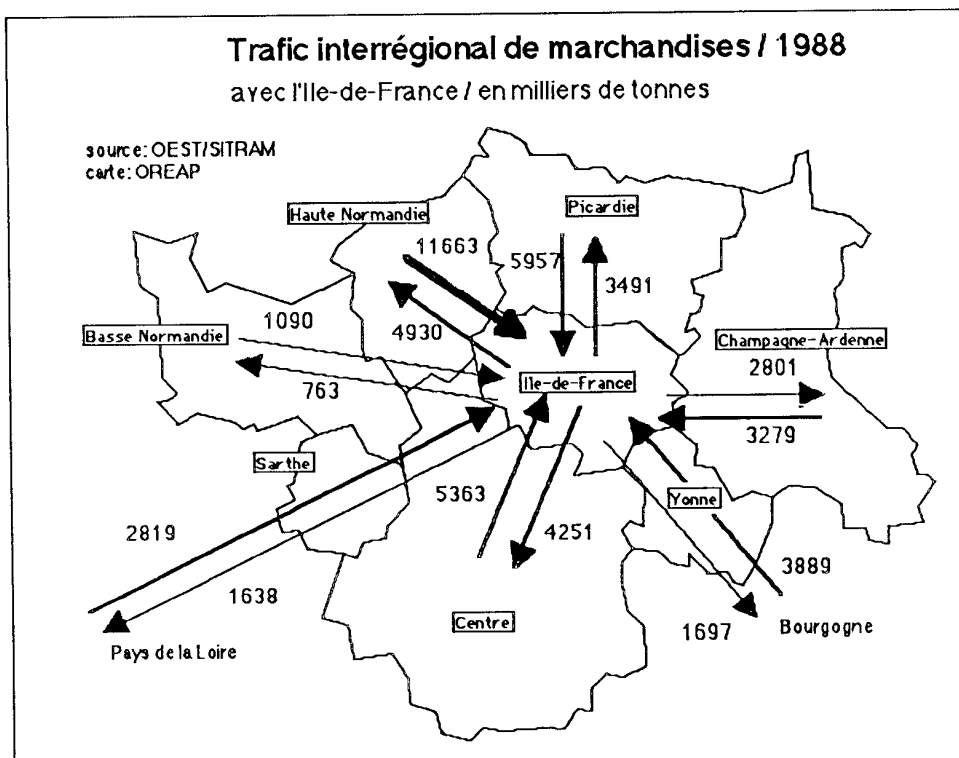 Trafic interrégional de marchandises / 1988
avec l'Ile-de-France / en milliers de tonnes
source: OEST/SITRAM
carte: OREAP
Haute Normandie
Picardie
11663
5957
3491
1090
4930
Basse Normandie
Champagne-Ardenne
2801
763
Ile-de-France
3279
Sarthe
5363
Yonne
2819
4251
3889
1638
Centre
1697
Bourgogne
Pays de la Loire